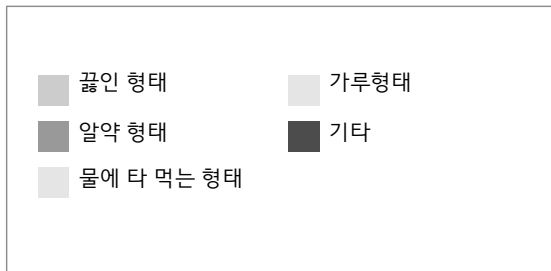 끓인 형태
가루형태
알약 형태
기타
물에 타 먹는 형태